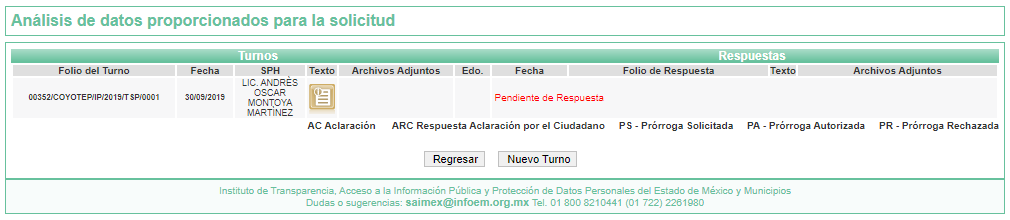 Análisis de datos proporcionados para la solicitud
Turnos Respuestas
Folio del Turno Fecha SPH Texto Archivos Adjuntos Edo. Fecha Folio de Respuesta Texto Archivos Adjuntos
00352/COYOTEP/IP/2019/TSP/0001 30/09/2019 LIC. ANDRÉS
OSCAR
MONTOYA
MARTÍNEZ
Pendiente de Respuesta
AC Aclaración ARC Respuesta Aclaración por el Ciudadano PS - Prórroga Solicitada PA - Prórroga Autorizada PR - Prórroga Rechazada
Regresar Nuevo Turno
Instituto de Transparencia, Acceso a la Información Pública y Protección de Datos Personales del Estado de México y Municipios
Dudas o sugerencias: saimex@infoem.org.mx Tel. 01 800 8210441 (01 722) 2261980